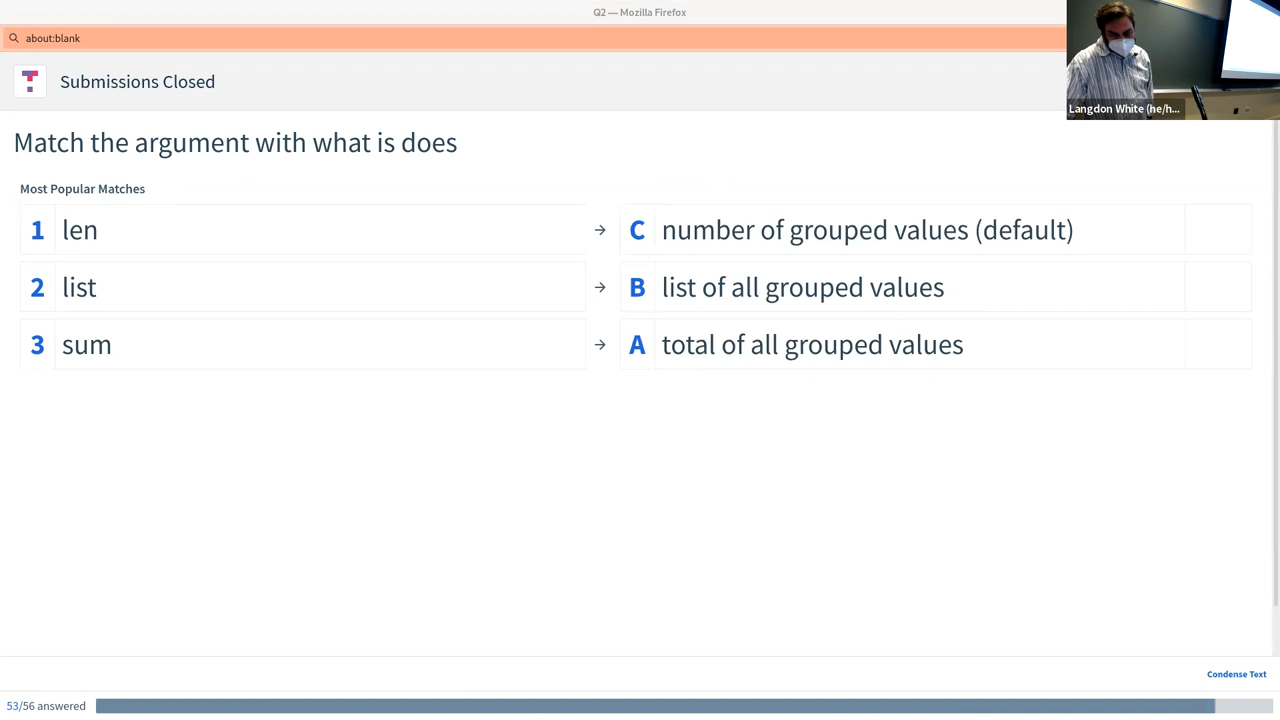 Q2 — Mozilla Firefox
about:blank
Submissions Closed
Langdon White (he/h...
Match the argument with what is does
Most Popular Matches
1 len → C number of grouped values (default)
2 list → B list of all grouped values
3 sum → A total of all grouped values
Condense Text
53/56 answered